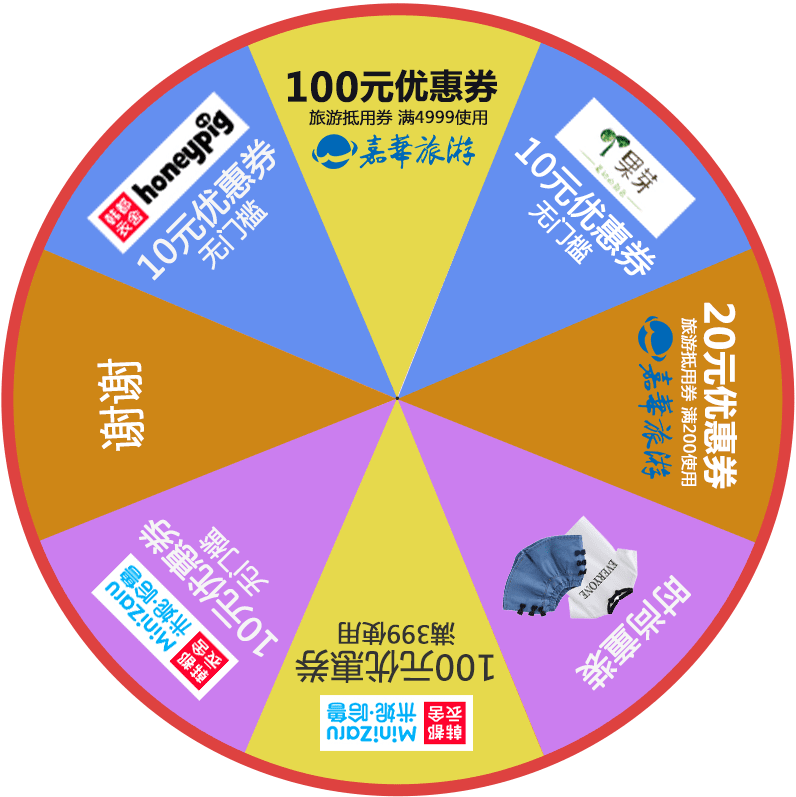 100元优惠券
旅游抵用券 满4999使用
嘉華旅游
果芽
10元优惠券
无门槛
20元优惠券
旅游抵用券 满200使用
嘉華旅游
时尚童装
EVERYONE
100元优惠券
满399使用
韩都衣舍
MiniZaru
米妮·哈鲁
10元优惠券
无门槛
韩都衣舍
MiniZaru
米妮·哈鲁
谢谢
韩都衣舍
honeypig
10元优惠券
无门槛